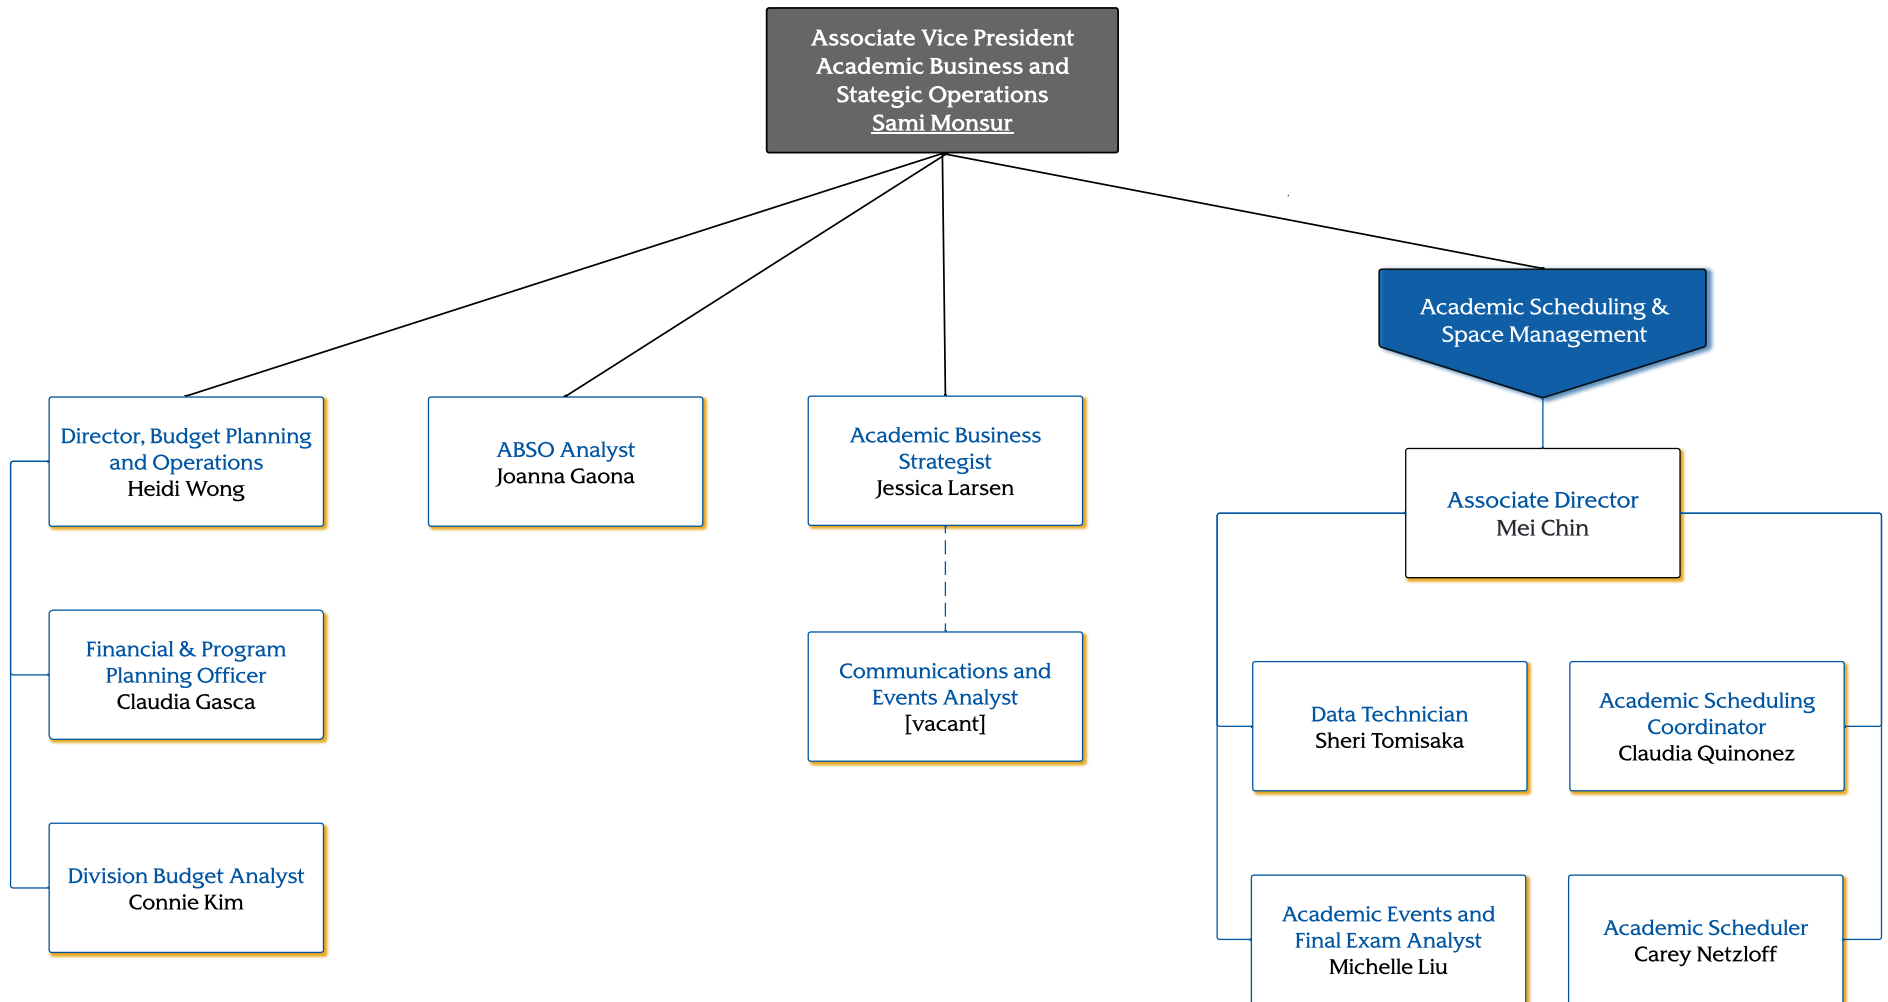 Associate Vice President
Academic Business and
Stategic Operations
Sami Monsur
Academic Scheduling &
Space Management
Director, Budget Planning
and Operations
Heidi Wong
ABSO Analyst
Joanna Gaona
Academic Business
Strategist
Jessica Larsen
Associate Director
Mei Chin
Financial & Program
Planning Officer
Claudia Gasca
Communications and
Events Analyst
[vacant]
Data Technician
Sheri Tomisaka
Academic Scheduling
Coordinator
Claudia Quinonez
Division Budget Analyst
Connie Kim
Academic Events and
Final Exam Analyst
Michelle Liu
Academic Scheduler
Carey Netzloff